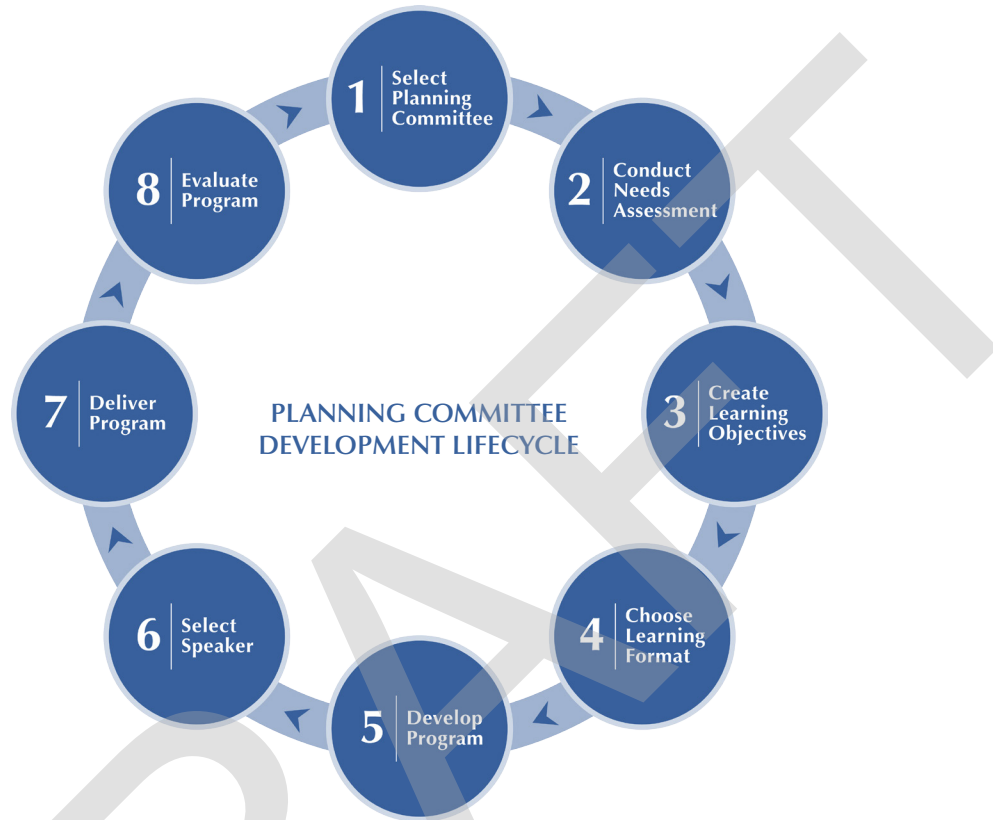 1
Select
Planning
Committee
2
Conduct
Needs
Assessment
3
Create
Learning
Objectives
4
Choose
Learning
Format
5
Develop
Program
6
Select
Speaker
7
Deliver
Program
8
Evaluate
Program
PLANNING COMMITTEE
DEVELOPMENT LIFECYCLE
DRAFT